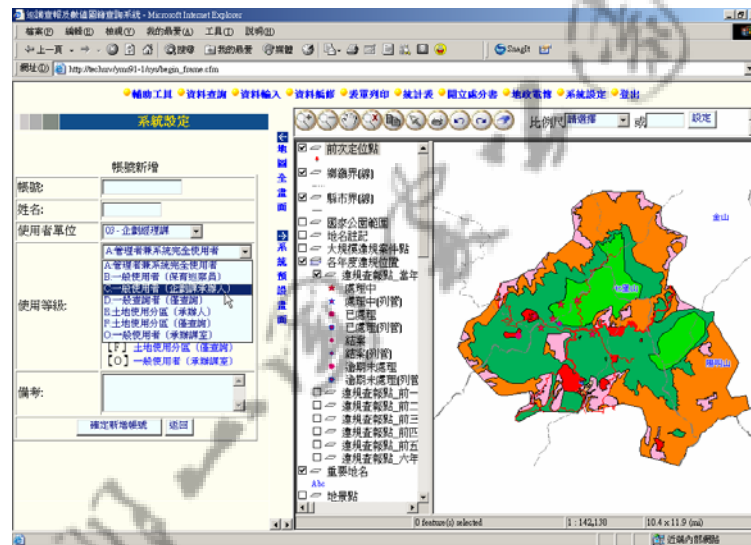 巡調查報及數值圖籍查詢系統 - Microsoft Internet Explorer
檔案(F) 編輯(E) 檢視(V) 我的最愛(A) 工具(T) 說明(H)
上一頁 搜尋 我的最愛 媒體 SnagIt
網址(D) http://techsrv/ymst91-1/sys/begin_frame.cfm
輔助工具 資料查詢 資料輸入 資料編修 表單列印 統計表 開立處分書 地政電傳 系統設定 登出
系統設定
比例尺 請選擇 或 設定
帳號新增
帳號:
姓名:
使用者單位 03 - 企劃經理課
使用等級:
A.管理者兼系統完全使用者
A.管理者兼系統完全使用者
B.一般使用者（保育巡察員）
C.一般使用者（企劃課承辦人）
D.一般查詢者（僅查詢）
E.土地使用分區（承辦人）
F.土地使用分區（僅查詢）
O.一般使用者（承辦課室）
【F】土地使用分區（僅查詢）
【O】一般使用者（承辦課室）
備考:
確定新增帳號 返回
地圖全畫面
系統預設畫面
前次定位點
鄉鎮界(線)
縣市界(線)
國家公園範圍
地名註記
大規模違規案件點
各年度違規位置
違規查報點_當年
處理中
處理中(列管)
已處理
已處理(列管)
結案
結案(列管)
逾期未處理
逾期未處理(列管
違規查報點_前一
違規查報點_前二
違規查報點_前三
違規查報點_前四
違規查報點_前五
違規查報點_六年
重要地名
Abc
地景點
金山
七星山
陽明山
0 feature(s) selected 1 : 142,138 10.4 x 11.9 (mi)
近端內部網路